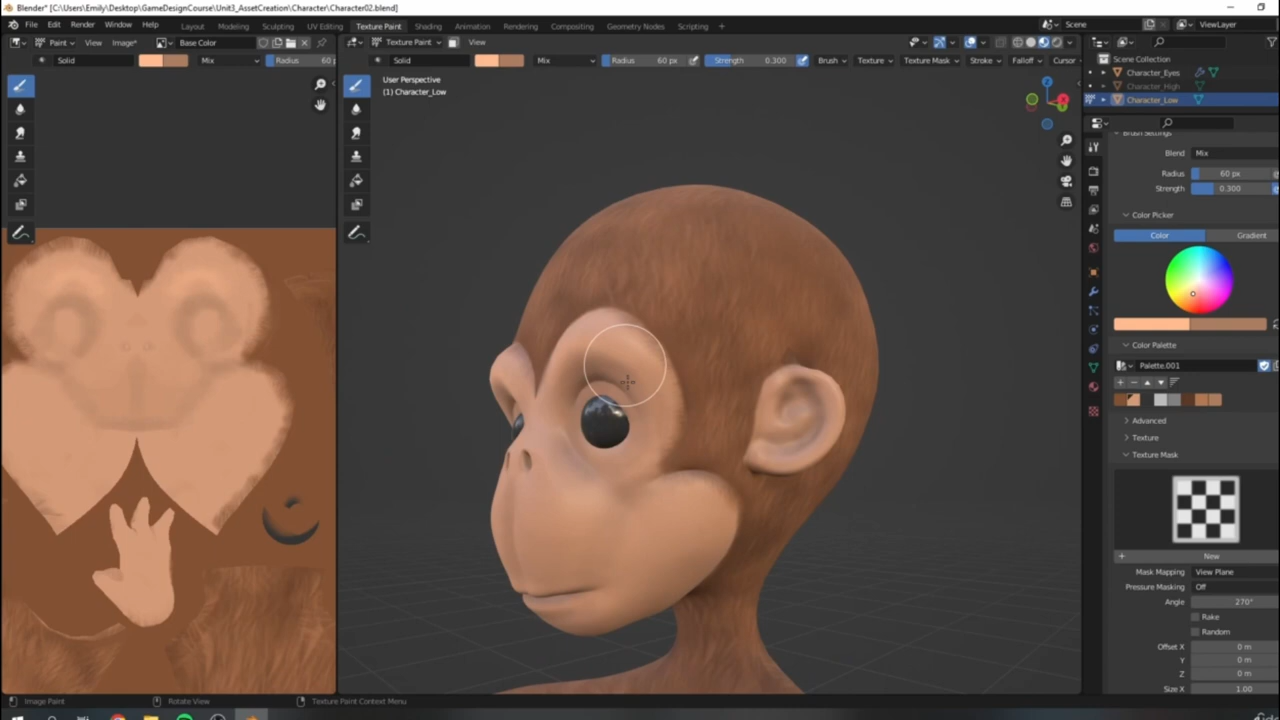 Blender* [C:\Users\Emily\Desktop\GameDesignCourse\Unit3_AssetCreation\Character\Character02.blend]
File Edit Render Window Help Layout Modeling Sculpting UV Editing Texture Paint Shading Animation Rendering Compositing Geometry Nodes Scripting + Scene ViewLayer
Paint View Image* Base Color Texture Paint View
Solid Mix Radius 60 Solid Mix Radius 60 px Strength 0.300 Brush Texture Texture Mask Stroke Falloff Cursor
Scene Collection
Character_Eyes
Character_High
Character_Low
User Perspective
(1) Character_Low
Brush Settings
Blend Mix
Radius 60 px
Strength 0.300
Color Picker
Color Gradient
Color Palette
Palette.001
Advanced
Texture
Texture Mask
New
Mask Mapping View Plane
Pressure Masking Off
Angle 270°
Rake
Random
Offset X 0 m
Y 0 m
Z 0 m
Size X 1.00
Image Paint Rotate View Texture Paint Context Menu